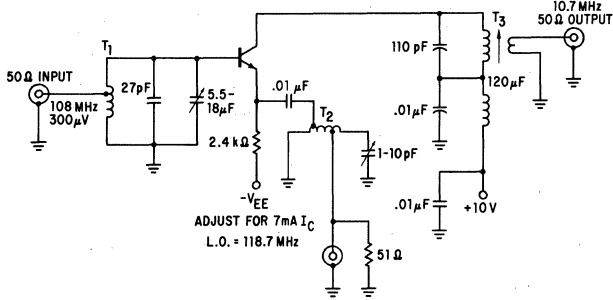 10.7 MHz
50Ω OUTPUT
T3
T1
110 pF
50Ω INPUT
27pF
5.5-
18μF
.01 μF
120μF
108 MHz
300μV
T2
.01μF
2.4 kΩ
1-10pF
-VEE
.01μF
+10V
ADJUST FOR 7mA IC
L.O. = 118.7 MHz
51Ω